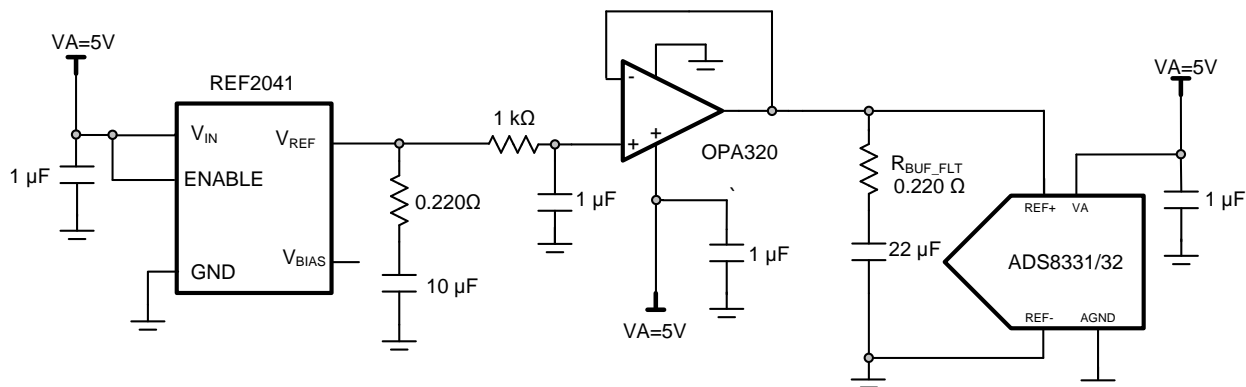 VA=5V
REF2041
1 µF
VIN
ENABLE
GND
VREF
VBIAS
0.220Ω
10 µF
1 kΩ
1 µF
-
+
+
OPA320
`
1 µF
VA=5V
RBUF_FLT
0.220 Ω
22 µF
VA=5V
1 µF
REF+
VA
ADS8331/32
REF-
AGND